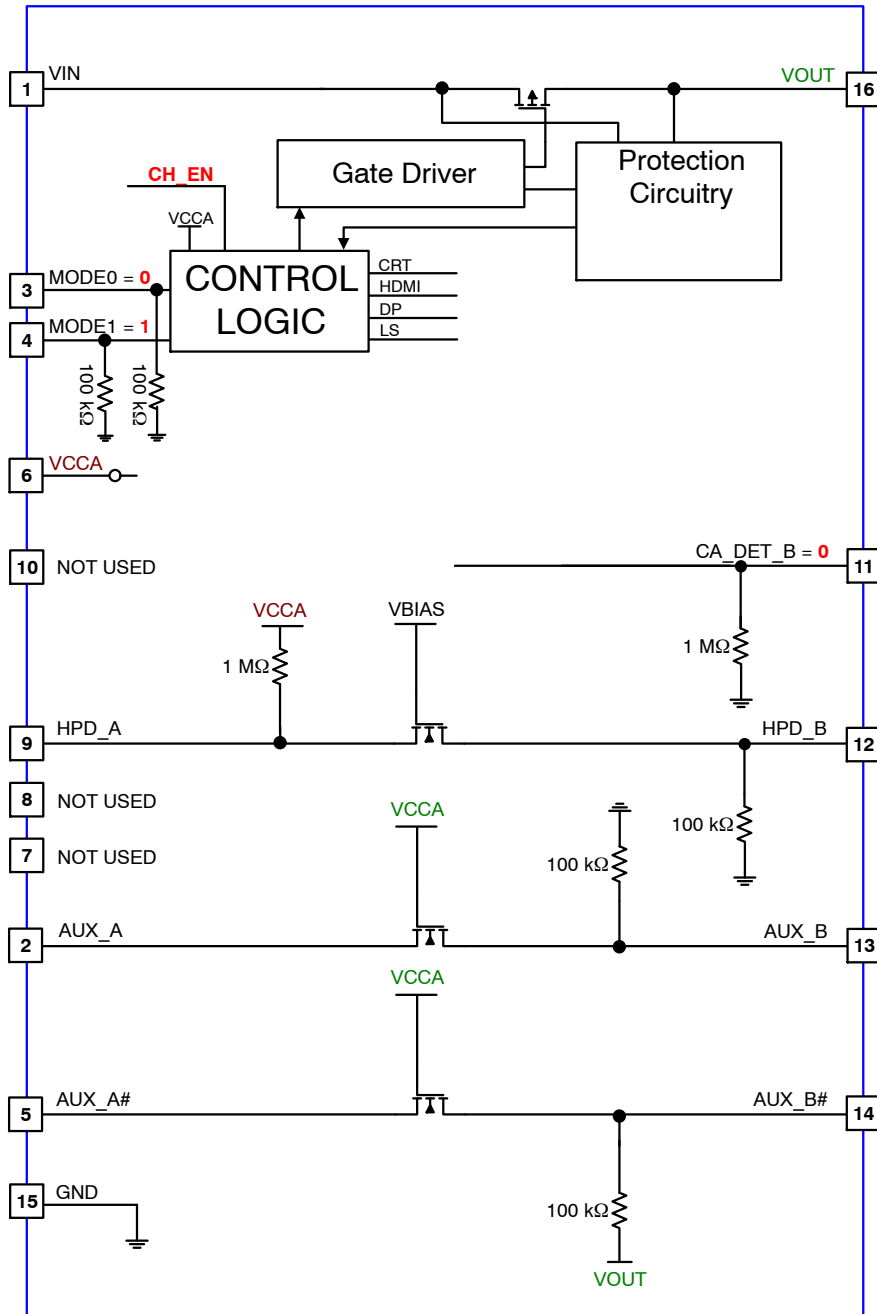 VIN
VOUT
1
16
Gate Driver
Protection
Circuitry
CH_EN
VCCA
CONTROL
LOGIC
CRT
HDMI
DP
LS
3
MODE0 = 0
4
MODE1 = 1
100 kΩ
100 kΩ
6
VCCA
10
NOT USED
CA_DET_B = 0
11
VCCA
VBIAS
1 MΩ
1 MΩ
9
HPD_A
HPD_B
12
8
NOT USED
7
NOT USED
VCCA
100 kΩ
100 kΩ
2
AUX_A
AUX_B
13
VCCA
5
AUX_A#
AUX_B#
14
15
GND
100 kΩ
VOUT